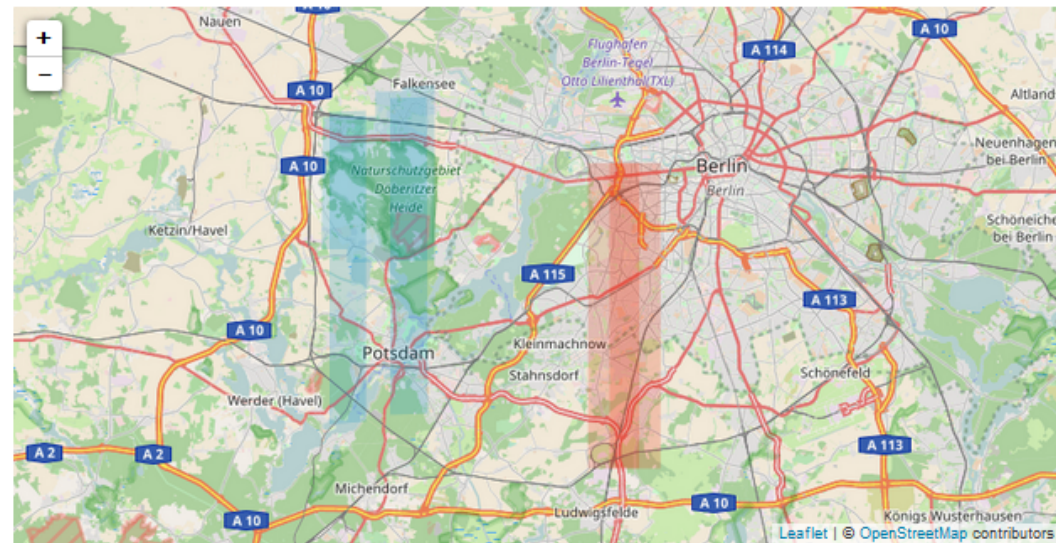 Nauen
+
−
A 10
Flughafen
Berlin-Tegel
Otto Lilienthal(TXL)
A 114
A 10
Falkensee
A 10
Altland
Neuenhagen
bei Berlin
A 10
Naturschutzgebiet
Döberitzer
Heide
Berlin
Berlin
Ketzin/Havel
Schöneiche
bei Berlin
A 115
A 113
A 10
Potsdam
Kleinmachnow
Stahnsdorf
Schönefeld
Werder (Havel)
A 113
A 2
A 2
Michendorf
A 10
A 10
Ludwigsfelde
Königs Wusterhausen
Leaflet | © OpenStreetMap contributors